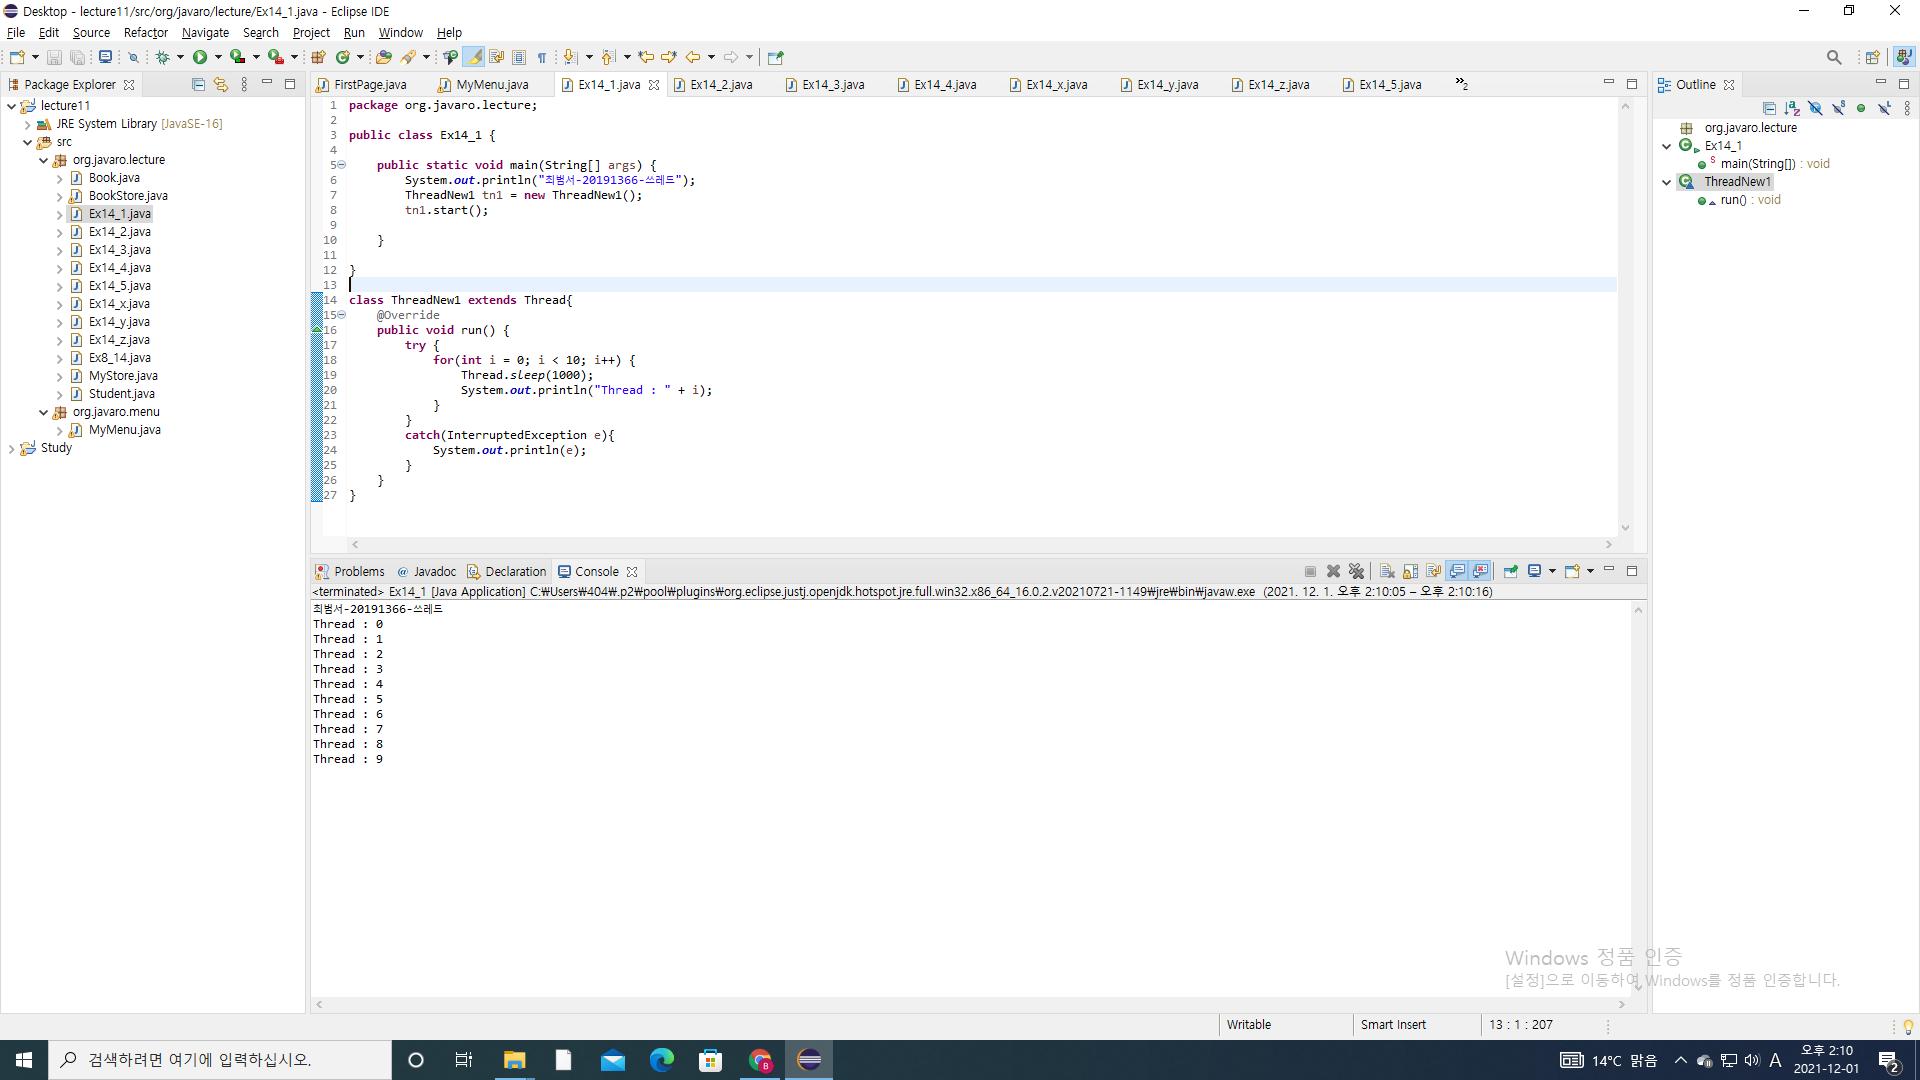 Desktop - lecture11/src/org/javaro/lecture/Ex14_1.java - Eclipse IDE
File Edit Source Refactor Navigate Search Project Run Window Help
Package Explorer
lecture11
JRE System Library [JavaSE-16]
src
org.javaro.lecture
Book.java
BookStore.java
Ex14_1.java
Ex14_2.java
Ex14_3.java
Ex14_4.java
Ex14_5.java
Ex14_x.java
Ex14_y.java
Ex14_z.java
Ex8_14.java
MyStore.java
Student.java
org.javaro.menu
MyMenu.java
Study
FirstPage.java MyMenu.java Ex14_1.java Ex14_2.java Ex14_3.java Ex14_4.java Ex14_x.java Ex14_y.java Ex14_z.java Ex14_5.java »2
1 package org.javaro.lecture;
2
3 public class Ex14_1 {
4
5 public static void main(String[] args) {
6 System.out.println("최범서-20191366-쓰레드");
7 ThreadNew1 tn1 = new ThreadNew1();
8 tn1.start();
9
10 }
11
12 }
13
14 class ThreadNew1 extends Thread{
15 @Override
16 public void run() {
17 try {
18 for(int i = 0; i < 10; i++) {
19 Thread.sleep(1000);
20 System.out.println("Thread : " + i);
21 }
22 }
23 catch(InterruptedException e){
24 System.out.println(e);
25 }
26 }
27 }
Problems @ Javadoc Declaration Console
<terminated> Ex14_1 [Java Application] C:₩Users₩404₩.p2₩pool₩plugins₩org.eclipse.justj.openjdk.hotspot.jre.full.win32.x86_64_16.0.2.v20210721-1149₩jre₩bin₩javaw.exe (2021. 12. 1. 오후 2:10:05 – 오후 2:10:16)
최범서-20191366-쓰레드
Thread : 0
Thread : 1
Thread : 2
Thread : 3
Thread : 4
Thread : 5
Thread : 6
Thread : 7
Thread : 8
Thread : 9
Outline
org.javaro.lecture
Ex14_1
main(String[]) : void
ThreadNew1
run() : void
Windows 정품 인증
[설정]으로 이동하여 Windows를 정품 인증합니다.
Writable Smart Insert 13 : 1 : 207
검색하려면 여기에 입력하십시오.
14°C 맑음 A 오후 2:10
2021-12-01
2